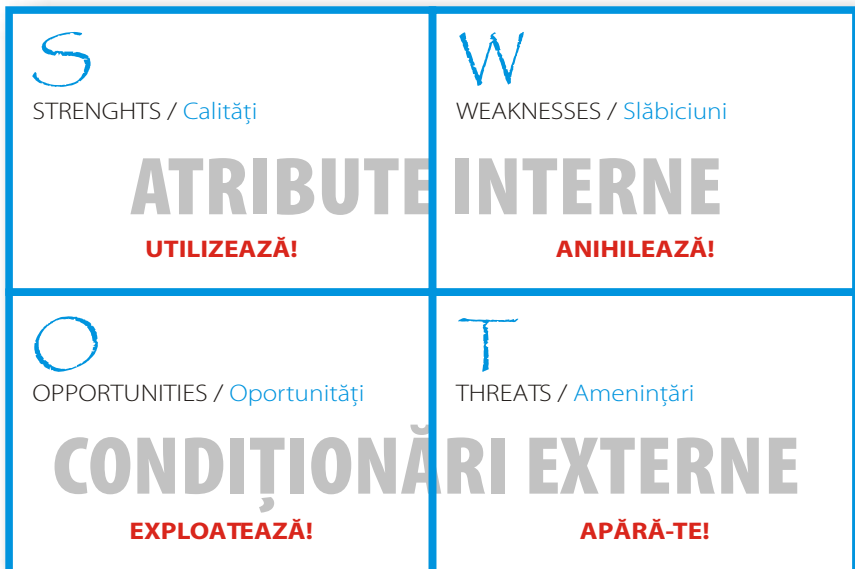 S
STRENGHTS / Calități
W
WEAKNESSES / Slăbiciuni
ATRIBUTE INTERNE
UTILIZEAZĂ!
ANIHILEAZĂ!
O
OPPORTUNITIES / Oportunități
T
THREATS / Amenințări
CONDIȚIONĂRI EXTERNE
EXPLOATEAZĂ!
APĂRĂ-TE!